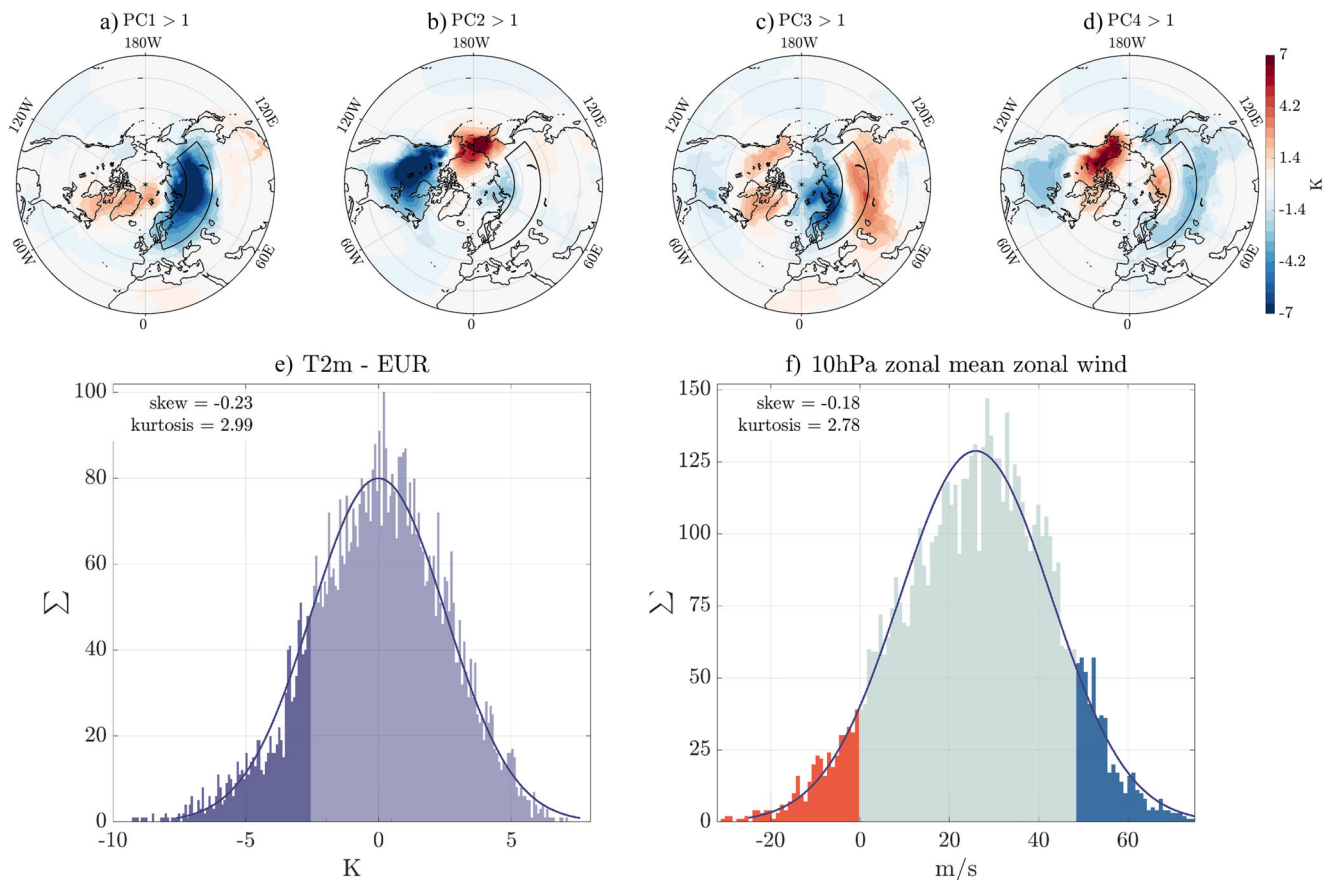 a) PC1 > 1
b) PC2 > 1
c) PC3 > 1
d) PC4 > 1
180W
180W
180W
180W
120W
120E
120W
120E
120W
120E
120W
120E
60W
60E
60W
60E
60W
60E
60W
60E
0
0
0
0
7
4.2
1.4
-1.4
-4.2
-7
K
e) T2m - EUR
skew = -0.23
kurtosis = 2.99
100
80
60
40
20
0
Σ
-10
-5
0
5
K
f) 10hPa zonal mean zonal wind
skew = -0.18
kurtosis = 2.78
150
125
100
75
50
25
0
Σ
-20
0
20
40
60
m/s